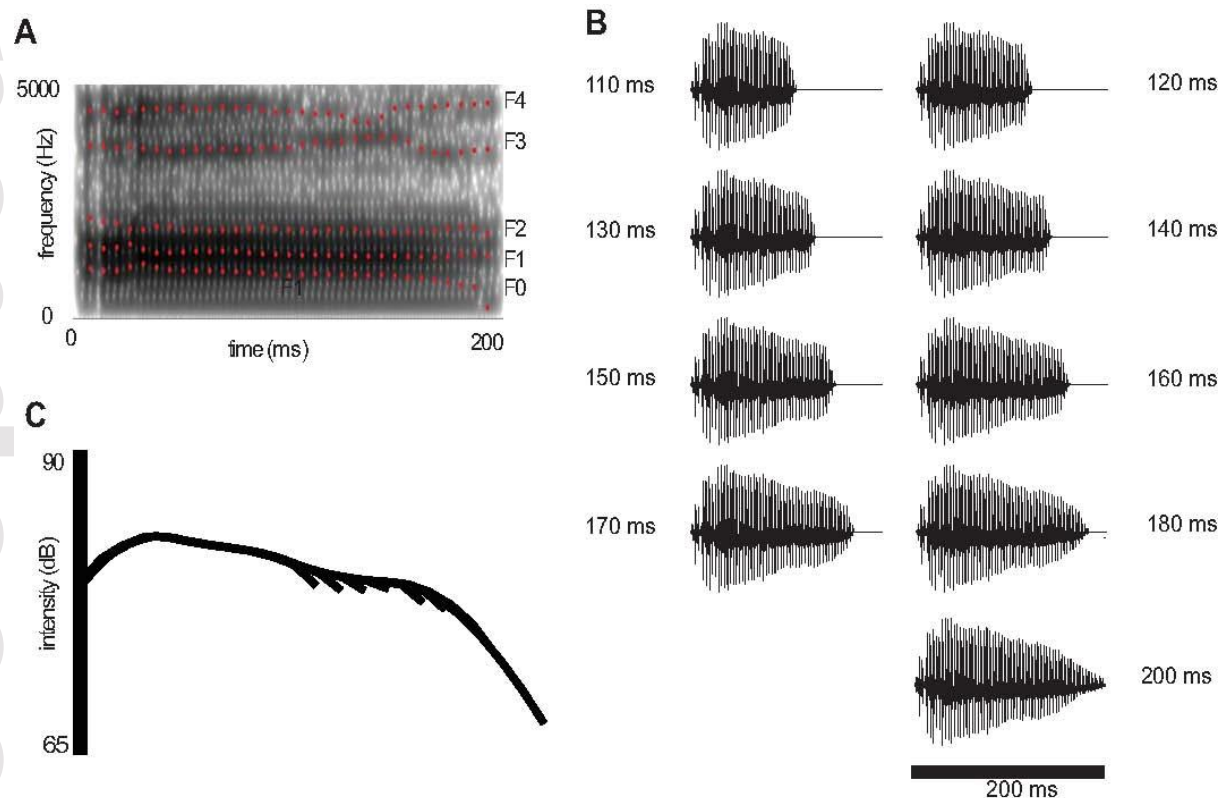 A
5000
frequency (Hz)
0
0
time (ms)
200
F4
F3
F2
F1
F0
F1
B
110 ms
120 ms
130 ms
140 ms
150 ms
160 ms
170 ms
180 ms
200 ms
200 ms
C
90
intensity (dB)
65